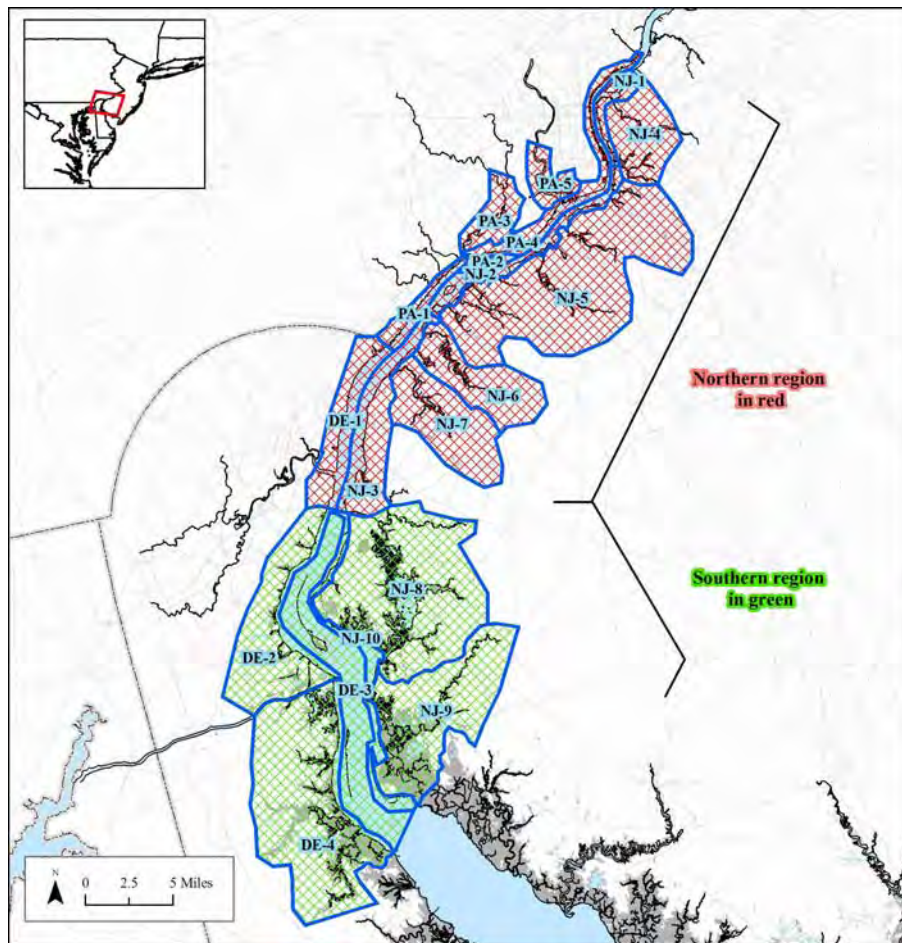 NJ-1
NJ-4
PA-5
PA-3
PA-4
PA-2
NJ-2
NJ-5
PA-1
Northern region
in red
NJ-6
DE-1
NJ-7
NJ-3
Southern region
in green
NJ-8
NJ-10
DE-2
DE-3
NJ-9
DE-4
N
0 2.5 5 Miles